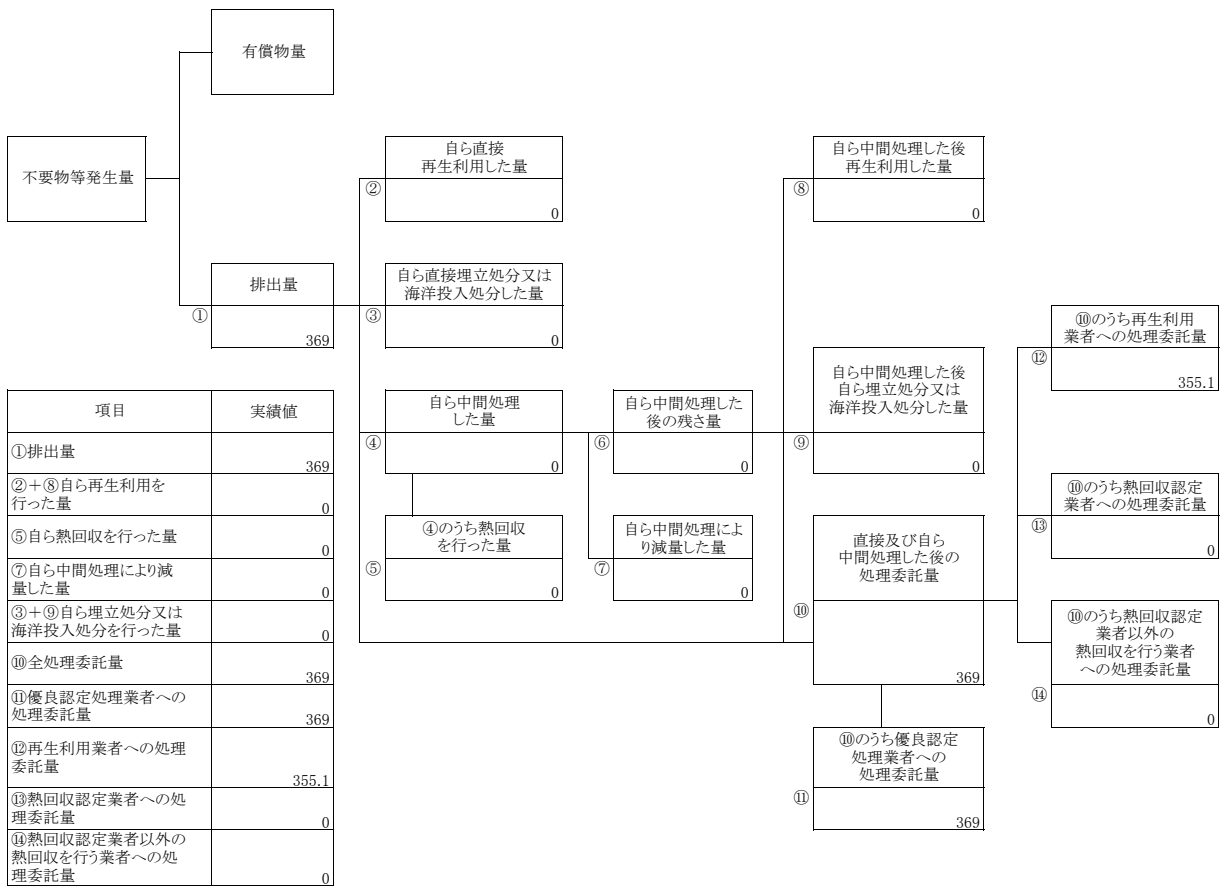 有償物量
不要物等発生量
自ら直接
再生利用した量
②
0
自ら中間処理した後
再生利用した量
⑧
0
排出量
①
369
自ら直接埋立処分又は
海洋投入処分した量
③
0
⑩のうち再生利用
業者への処理委託量
⑫
355.1
自ら中間処理
した量
④
0
自ら中間処理した
後の残さ量
⑥
0
自ら中間処理した後
自ら埋立処分又は
海洋投入処分した量
⑨
0
⑩のうち熱回収認定
業者への処理委託量
⑬
0
④のうち熱回収
を行った量
⑤
0
自ら中間処理によ
り減量した量
⑦
0
直接及び自ら
中間処理した後の
処理委託量
⑩
369
⑩のうち熱回収認定
業者以外の
熱回収を行う業者
への処理委託量
⑭
0
⑩のうち優良認定
処理業者への
処理委託量
⑪
369
項目 実績値
①排出量
369
②＋⑧自ら再生利用を
行った量
0
⑤自ら熱回収を行った量
0
⑦自ら中間処理により減
量した量
0
③＋⑨自ら埋立処分又は
海洋投入処分を行った量
0
⑩全処理委託量
369
⑪優良認定処理業者への
処理委託量
369
⑫再生利用業者への処理
委託量
355.1
⑬熱回収認定業者への処
理委託量
0
⑭熱回収認定業者以外の
熱回収を行う業者への処
理委託量
0